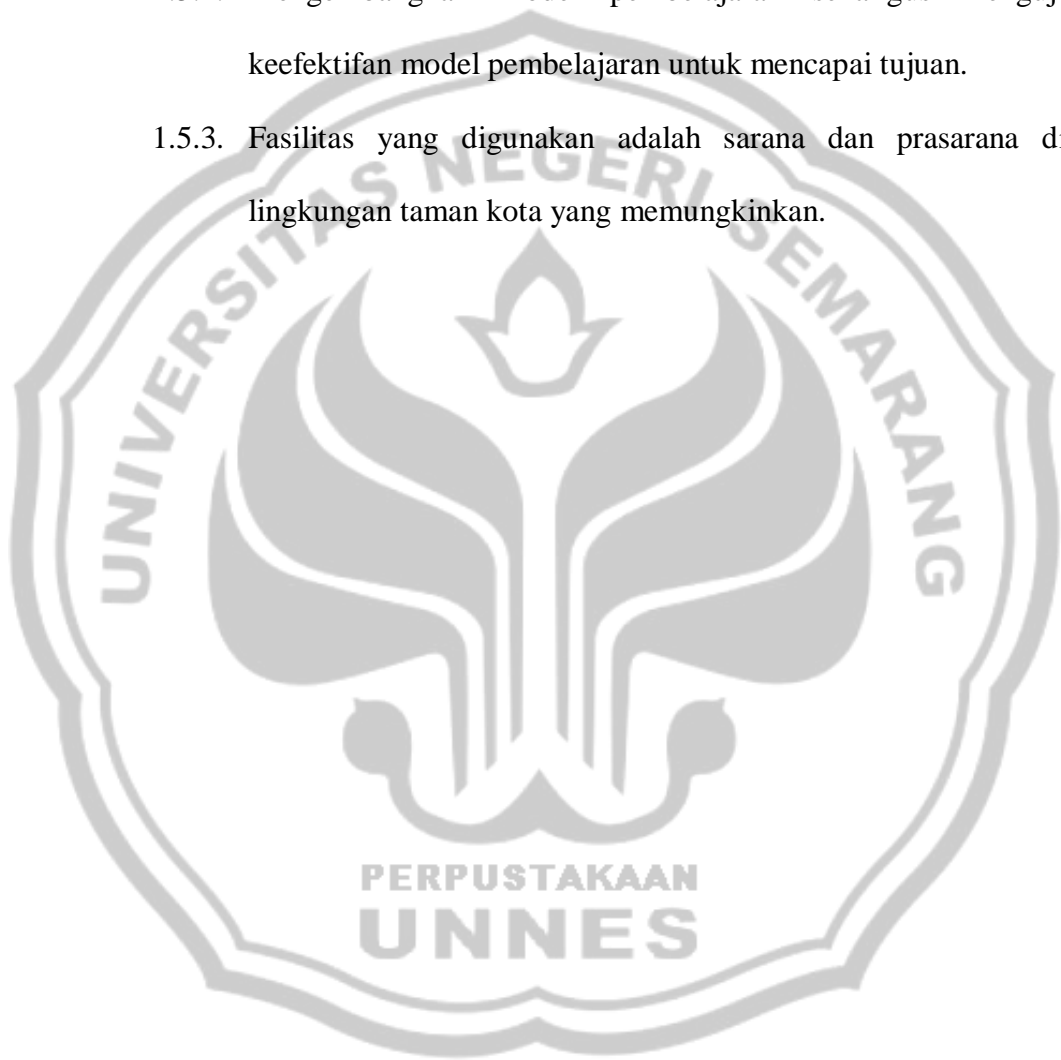 keefektifan model pembelajaran untuk mencapai tujuan.
1.5.3. Fasilitas yang digunakan adalah sarana dan prasarana di
lingkungan taman kota yang memungkinkan.
UNIVERSITAS NEGERI SEMARANG
PERPUSTAKAAN
UNNES